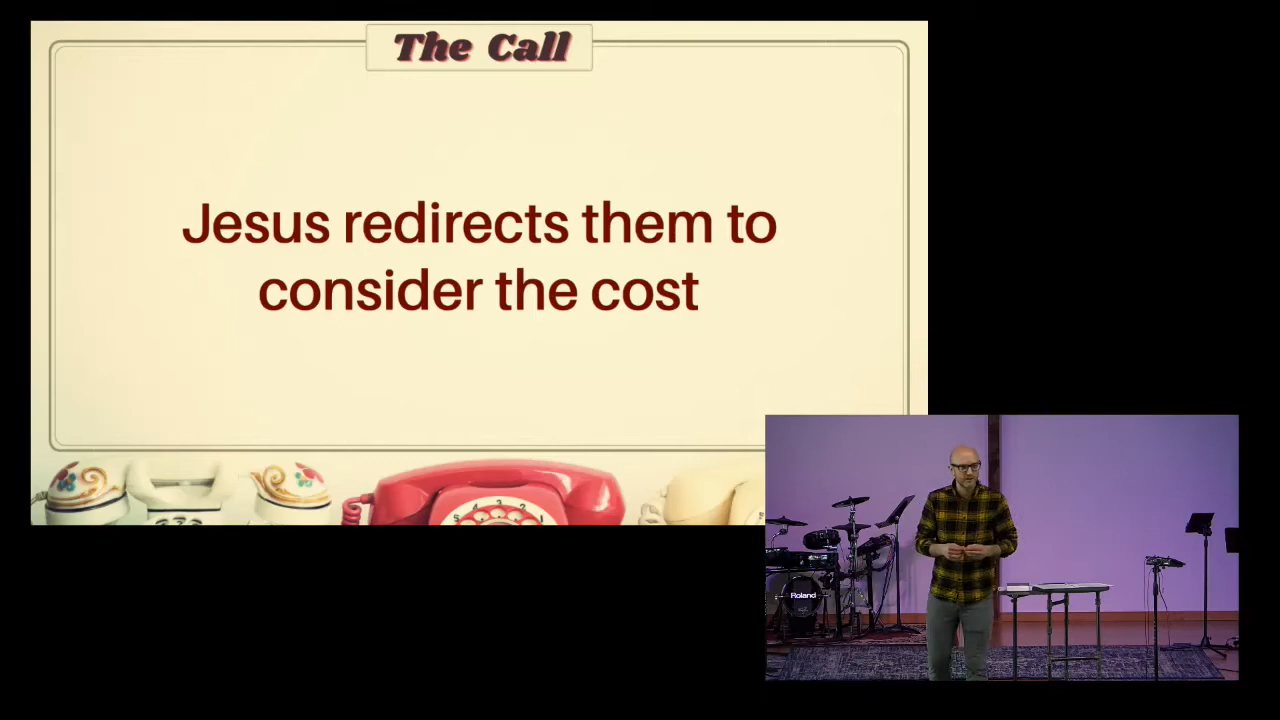 The Call
Jesus redirects them to
consider the cost
Roland